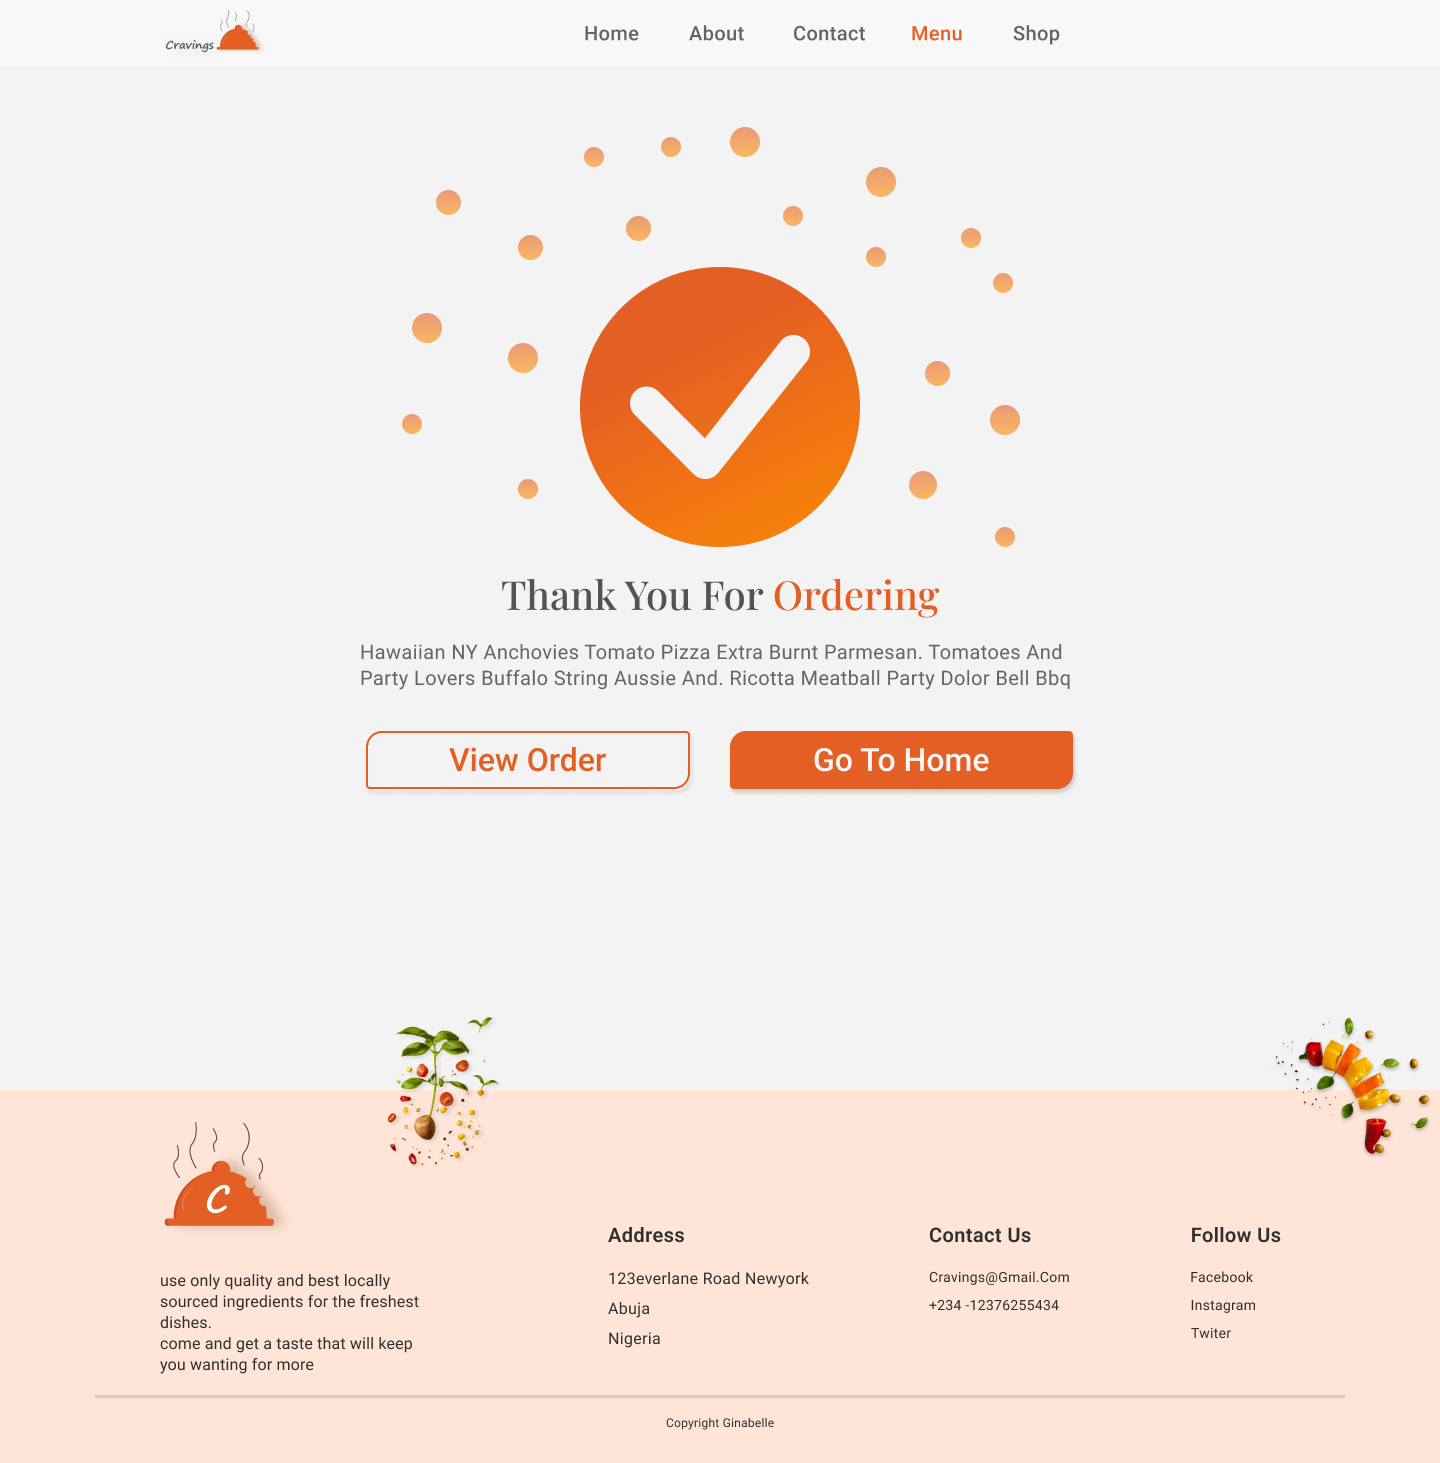 Cravings
Home About Contact Menu Shop
Thank You For Ordering
Hawaiian NY Anchovies Tomato Pizza Extra Burnt Parmesan. Tomatoes And
Party Lovers Buffalo String Aussie And. Ricotta Meatball Party Dolor Bell Bbq
View Order
Go To Home
C
use only quality and best locally
sourced ingredients for the freshest
dishes.
come and get a taste that will keep
you wanting for more
Address
123everlane Road Newyork
Abuja
Nigeria
Contact Us
Cravings@Gmail.Com
+234 -12376255434
Follow Us
Facebook
Instagram
Twiter
Copyright Ginabelle